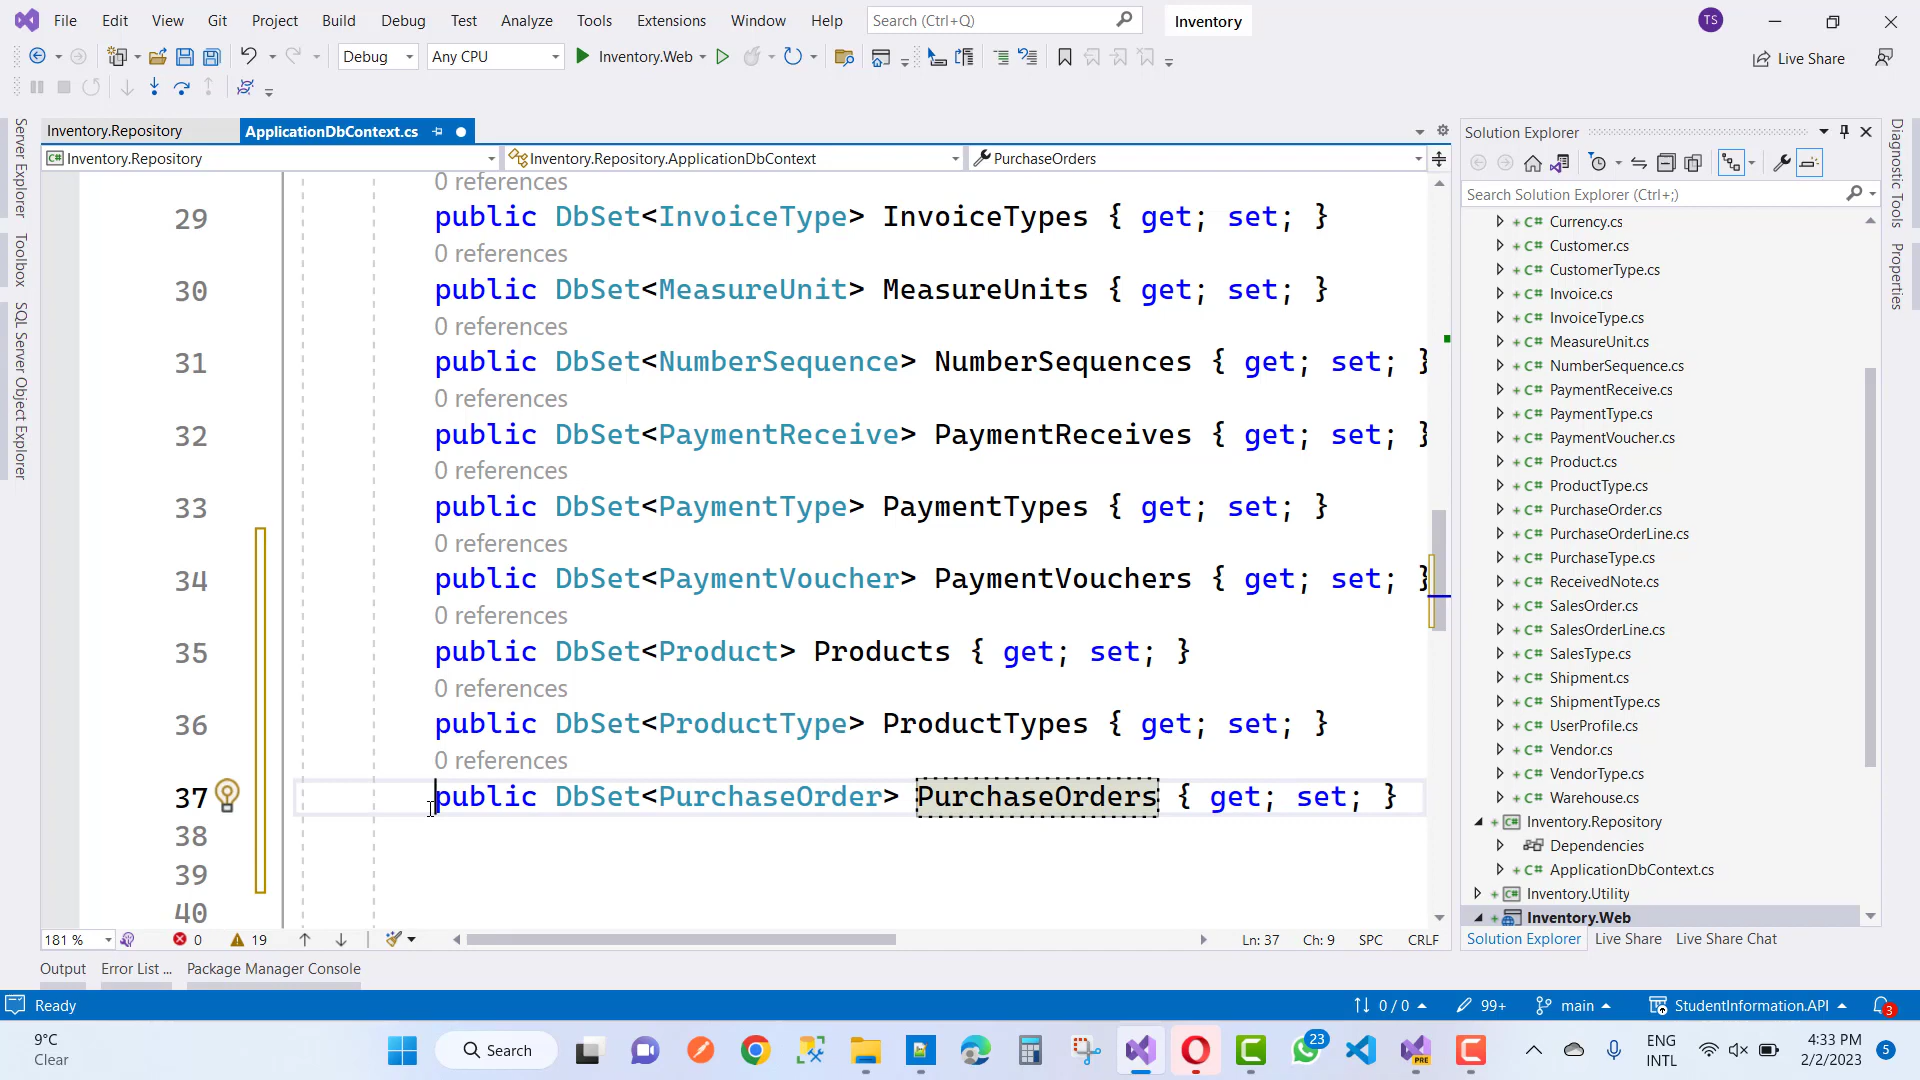 File Edit View Git Project Build Debug Test Analyze Tools Extensions Window Help Search (Ctrl+Q) Inventory TS
Debug Any CPU Inventory.Web Live Share
Inventory.Repository ApplicationDbContext.cs
Inventory.Repository Inventory.Repository.ApplicationDbContext PurchaseOrders
0 references
29 public DbSet<InvoiceType> InvoiceTypes { get; set; }
0 references
30 public DbSet<MeasureUnit> MeasureUnits { get; set; }
0 references
31 public DbSet<NumberSequence> NumberSequences { get; set; }
0 references
32 public DbSet<PaymentReceive> PaymentReceives { get; set; }
0 references
33 public DbSet<PaymentType> PaymentTypes { get; set; }
0 references
34 public DbSet<PaymentVoucher> PaymentVouchers { get; set; }
0 references
35 public DbSet<Product> Products { get; set; }
0 references
36 public DbSet<ProductType> ProductTypes { get; set; }
0 references
37 public DbSet<PurchaseOrder> PurchaseOrders { get; set; }
38
39
40
181 % 0 19 Ln: 37 Ch: 9 SPC CRLF
Server Explorer
Toolbox
SQL Server Object Explorer
Solution Explorer
Search Solution Explorer (Ctrl+;)
C# Currency.cs
C# Customer.cs
C# CustomerType.cs
C# Invoice.cs
C# InvoiceType.cs
C# MeasureUnit.cs
C# NumberSequence.cs
C# PaymentReceive.cs
C# PaymentType.cs
C# PaymentVoucher.cs
C# Product.cs
C# ProductType.cs
C# PurchaseOrder.cs
C# PurchaseOrderLine.cs
C# PurchaseType.cs
C# ReceivedNote.cs
C# SalesOrder.cs
C# SalesOrderLine.cs
C# SalesType.cs
C# Shipment.cs
C# ShipmentType.cs
C# UserProfile.cs
C# Vendor.cs
C# VendorType.cs
C# Warehouse.cs
Inventory.Repository
Dependencies
C# ApplicationDbContext.cs
Inventory.Utility
Inventory.Web
Solution Explorer Live Share Live Share Chat
Diagnostic Tools
Properties
Output Error List ... Package Manager Console
Ready 0 / 0 99+ main StudentInformation.API 3
9°C
Clear
Search
PRE
23
ENG
INTL
4:33 PM
2/2/2023
5